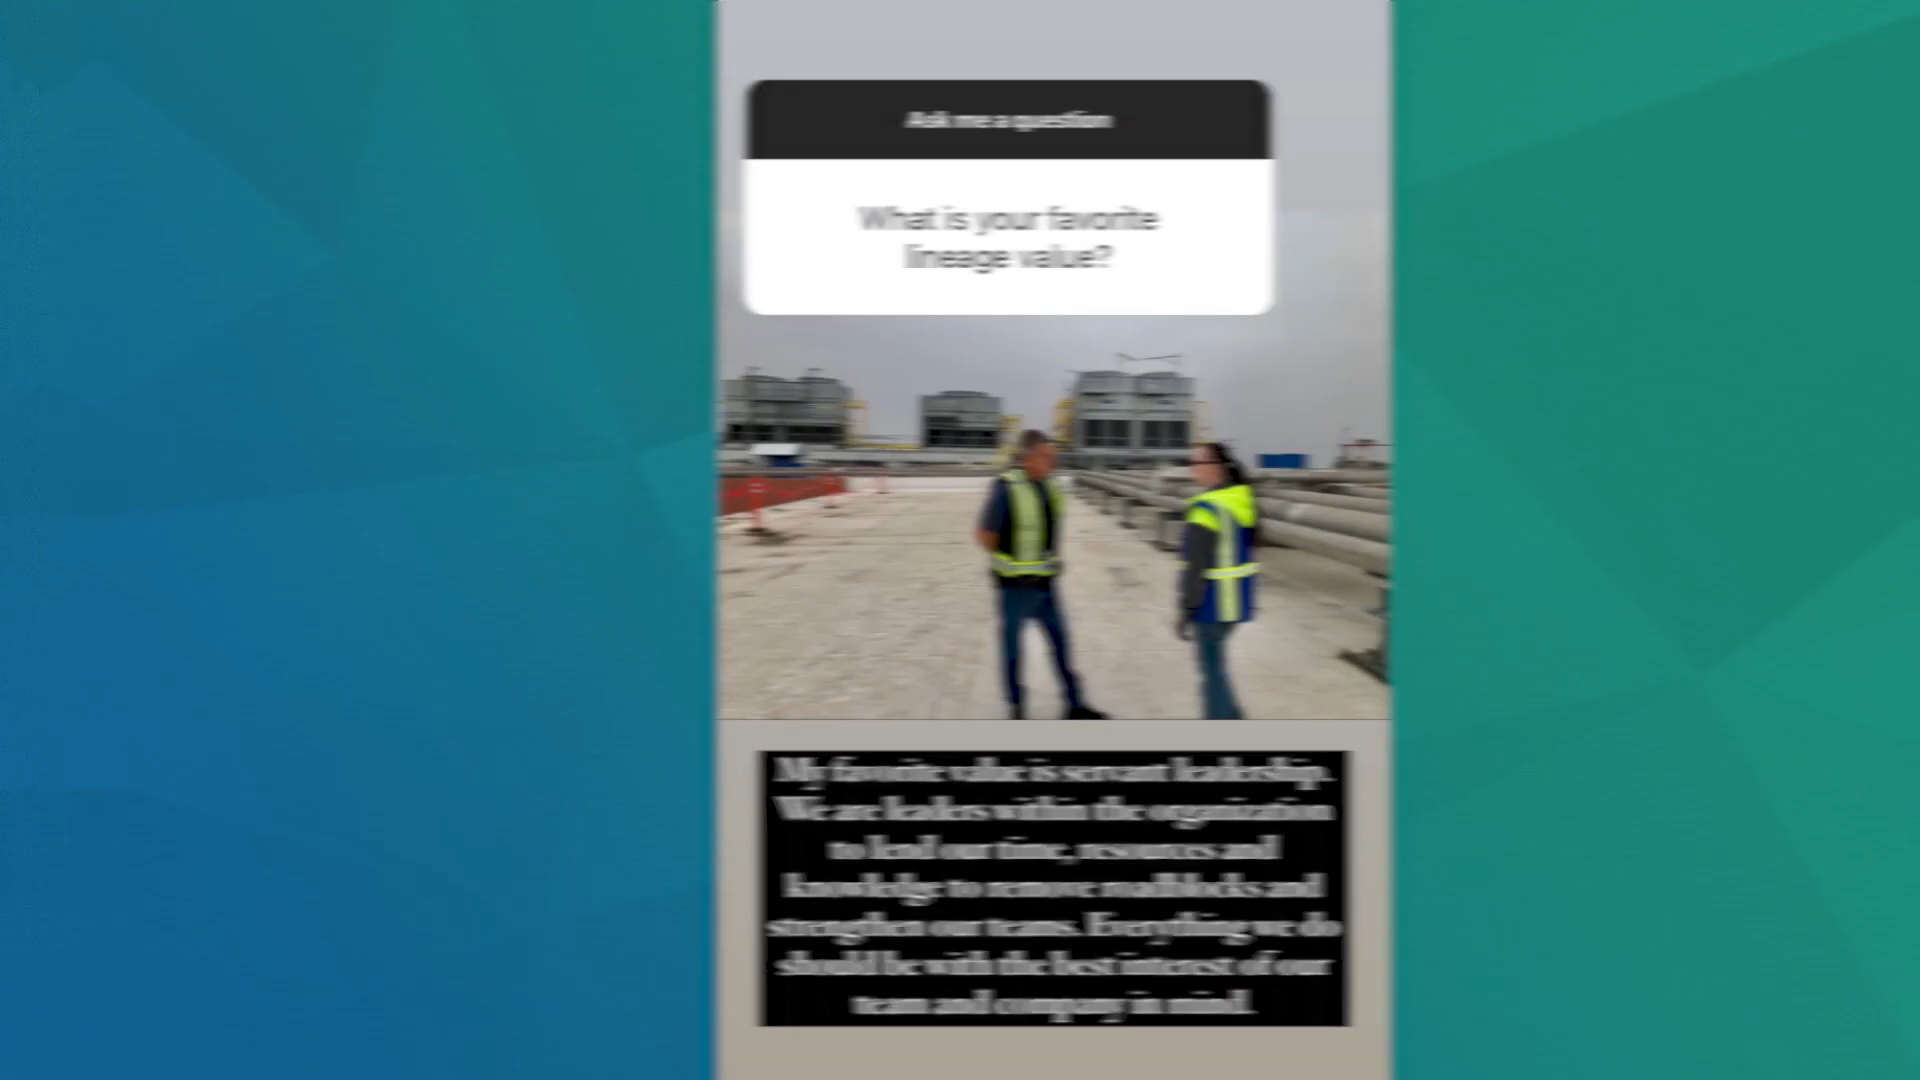 Ask me a question
What is your favorite
lineage value?
My favorite value is servant leadership.
We are leaders within the organization
to lend our time, resources and
knowledge to remove roadblocks and
strengthen our teams. Everything we do
should be with the best interest of our
team and company in mind.